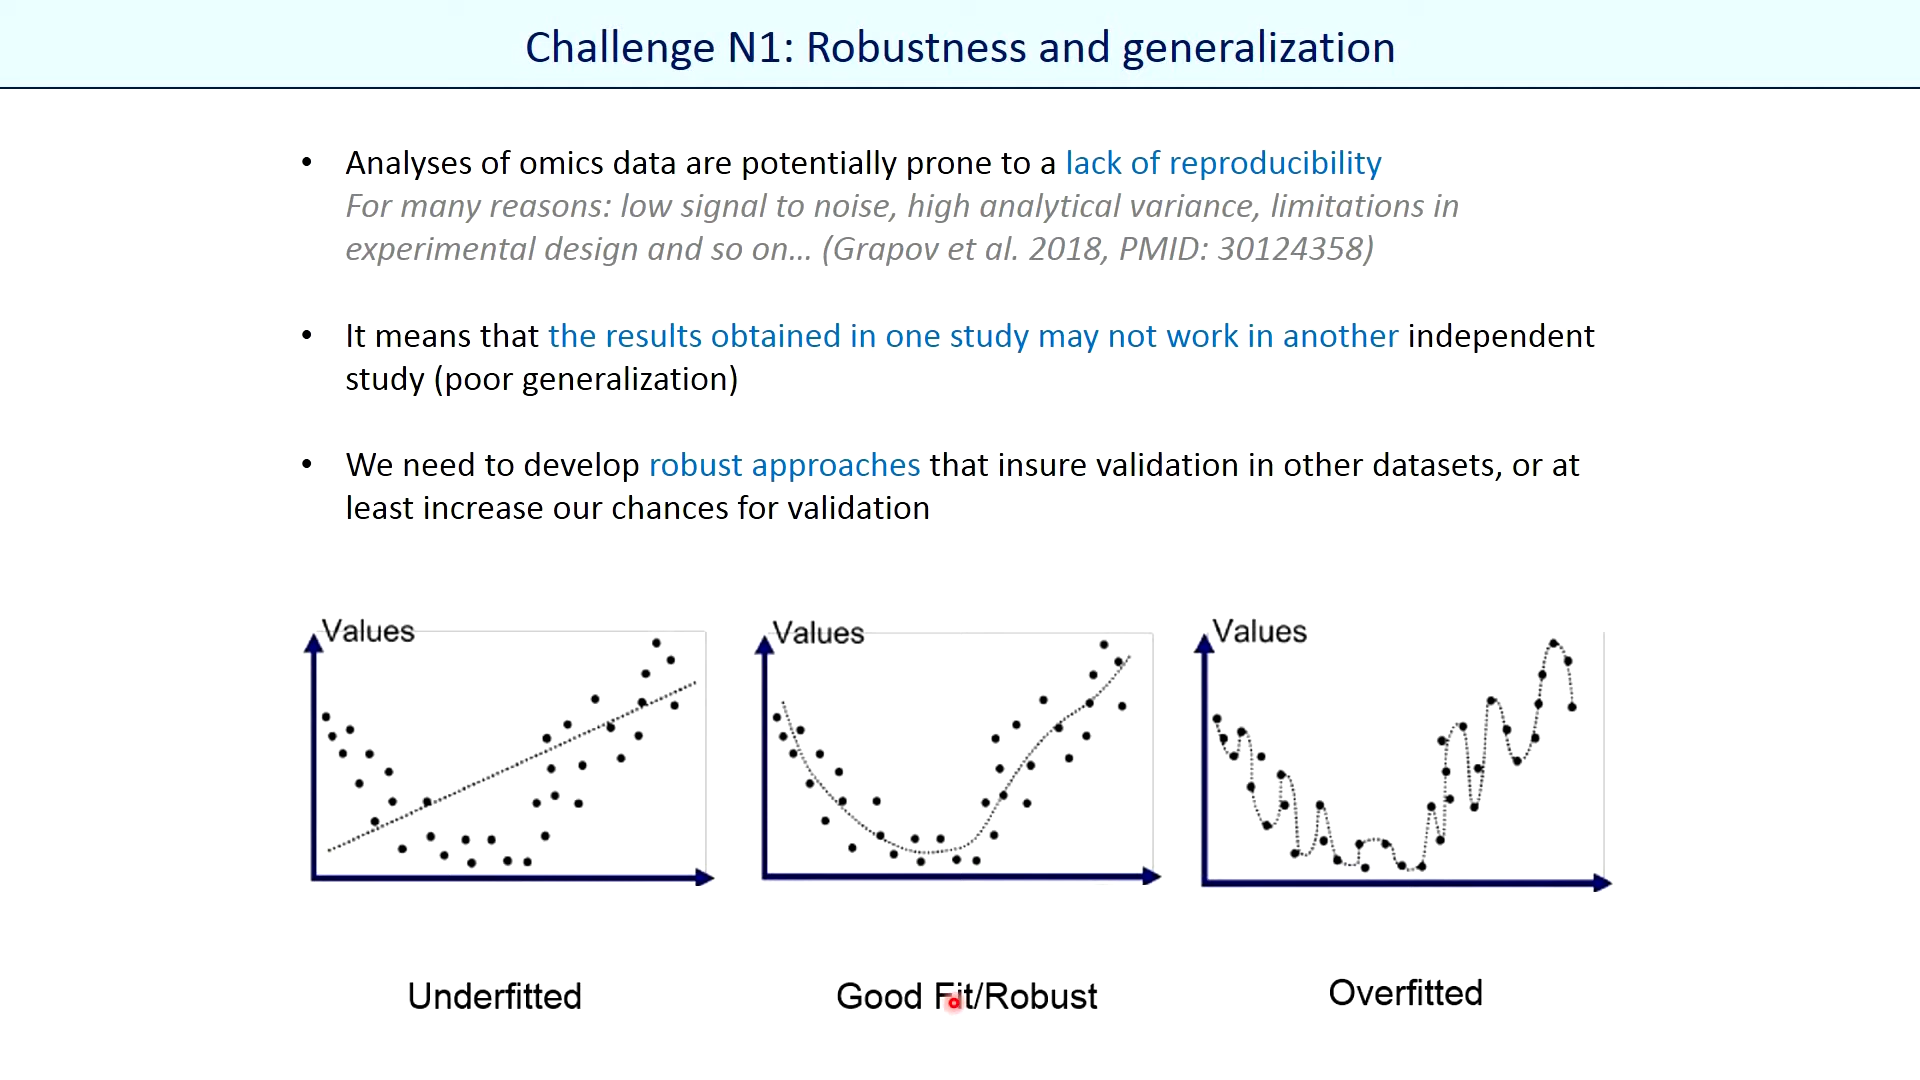 Challenge N1: Robustness and generalization
• Analyses of omics data are potentially prone to a lack of reproducibility
For many reasons: low signal to noise, high analytical variance, limitations in
experimental design and so on... (Grapov et al. 2018, PMID: 30124358)
• It means that the results obtained in one study may not work in another independent
study (poor generalization)
• We need to develop robust approaches that insure validation in other datasets, or at
least increase our chances for validation
Values
Values
Values
Underfitted
Good Fit/Robust
Overfitted